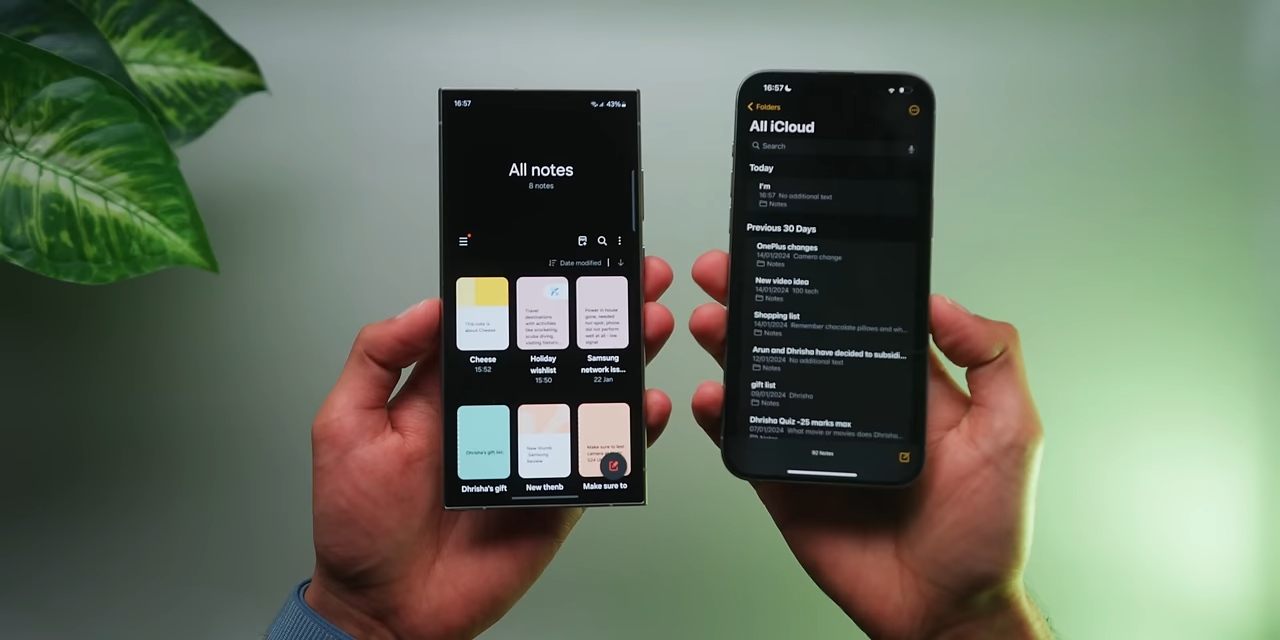 16:57
43%
All notes
8 notes
Date modified
This note is
about Cheese
Travel
destinations
with activities
like snorkeling,
scuba diving,
visiting historic
Power in house
gone, needed
hot-spot, phone
did not perform
well at all - low
signal
Cheese
15:52
Holiday
wishlist
15:50
Samsung
network iss...
22 Jan
Dhrisha's gift list
New thenb
Samsung
Review
Make sure to test
camera
S24
Dhrisha's gift
New thenb
Make sure to
16:57
Folders
All iCloud
Search
Today
I'm
16:57 No additional text
Notes
Previous 30 Days
OnePlus changes
14/01/2024 Camera change
Notes
New video idea
14/01/2024 100 tech
Notes
Shopping list
14/01/2024 Remember chocolate pillows and wh...
Notes
Arun and Dhrisha have decided to subsidi...
12/01/2024 No additional text
Notes
gift list
09/01/2024 Dhrisha
Notes
Dhrisha Quiz -25 marks max
07/01/2024 What movie or movies does Dhrisha...
Notes
92 Notes